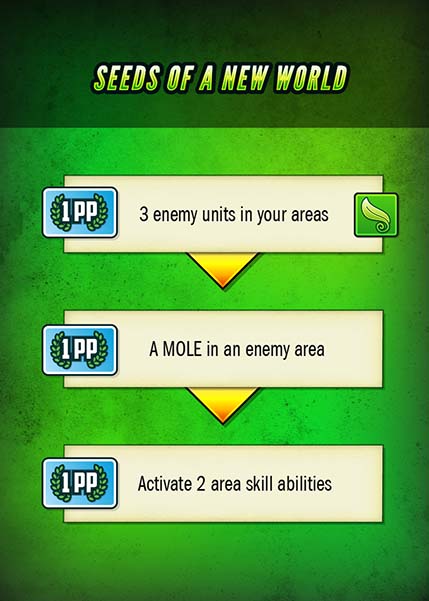 SEEDS OF A NEW WORLD
1 PP
3 enemy units in your areas
1 PP
A MOLE in an enemy area
1 PP
Activate 2 area skill abilities